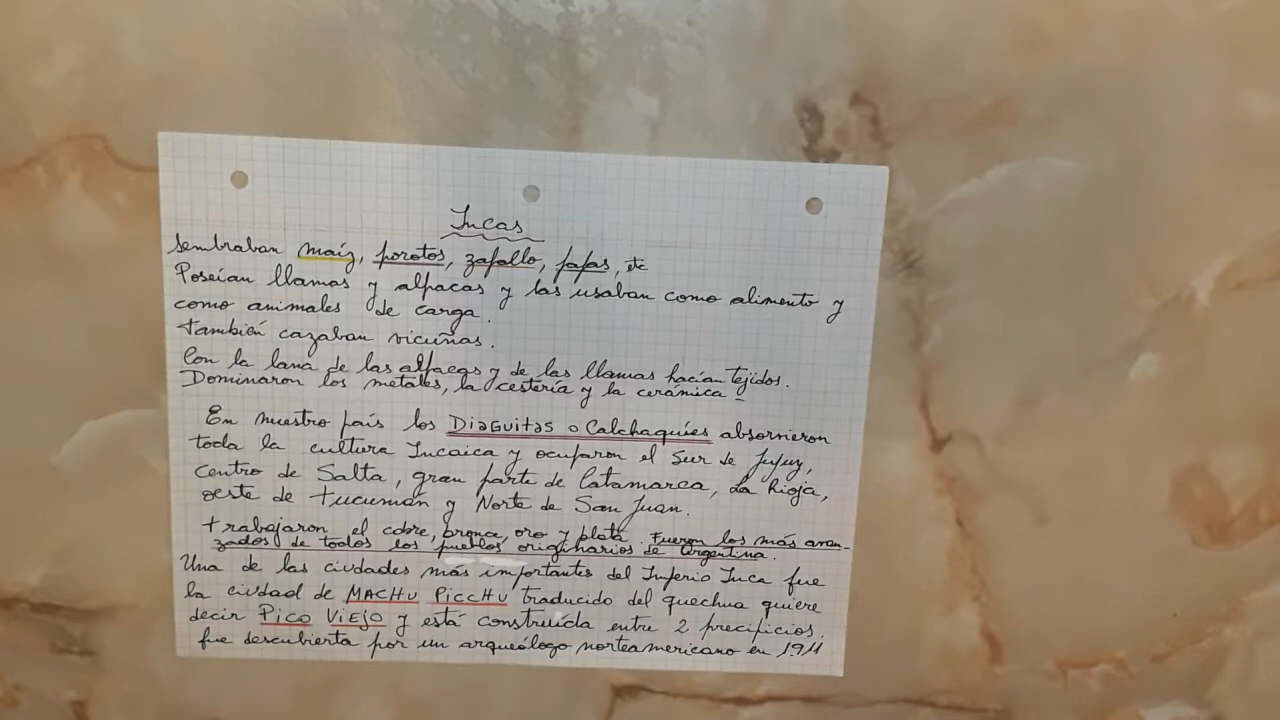 Incas
Sembraban maíz, porotos, zapallo, papas, etc
Poseían llamas y alpacas y las usaban como alimento y
como animales de carga.
también cazaban vicuñas.
Con la lana de las alpacas y de las llamas hacían tejidos.
Dominaron los metales, la cestería y la cerámica -
En nuestro país los Diaguitas o Calchaquíes absorvieron
toda la cultura Incaica y ocuparon el Sur de Jujuy,
centro de Salta, gran parte de Catamarca, La Rioja,
oeste de tucumán y Norte de San Juan.
trabajaron el cobre, bronce, oro y plata. Fueron los más avan-
zados de todos los pueblos originarios de Argentina.
Una de las ciudades más importantes del Imperio Inca fue
la ciudad de MACHU PICCHU traducido del quechua quiere
decir PICO VIEJO y está construída entre 2 precipicios.
fue descubierta por un arqueólogo norteamericano en 1911